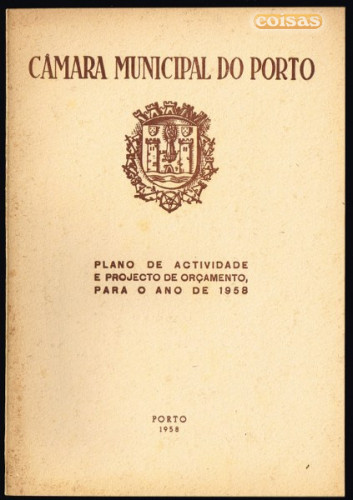 coisas
CÂMARA MUNICIPAL DO PORTO
PLANO DE ACTIVIDADE
E PROJECTO DE ORÇAMENTO,
PARA O ANO DE 1958
PORTO
1958